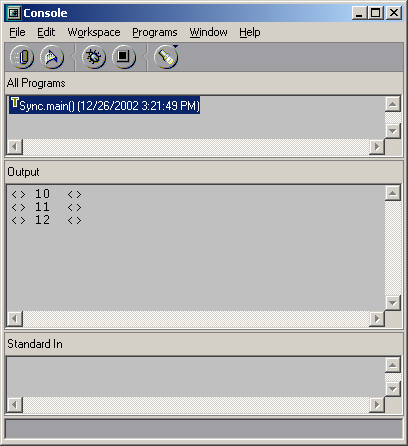 Console
File Edit Workspace Programs Window Help
All Programs
Sync.main() (12/26/2002 3:21:49 PM)
Output
<> 10 <>
<> 11 <>
<> 12 <>
Standard In